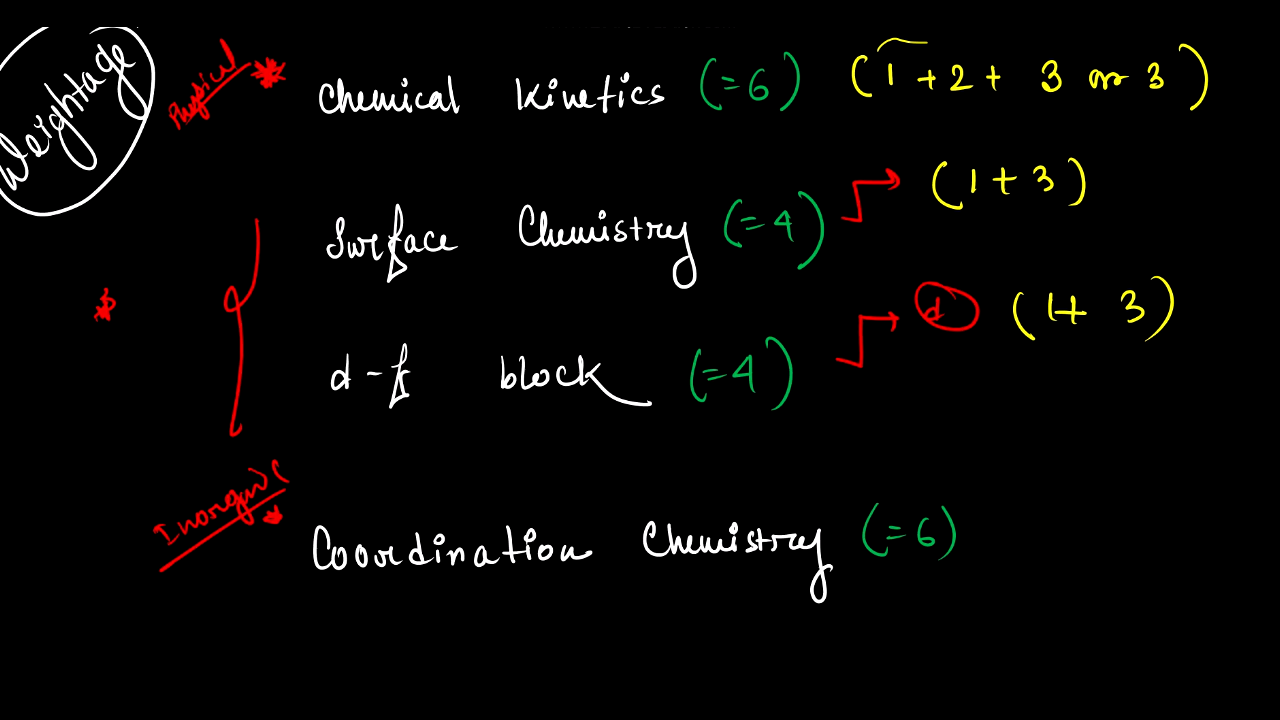 Weightage
Physical * Chemical Kinetics (=6) (1+2+ 3 or 3)
Surface Chemistry (=4) → (1+3)
*
d-f block (=4) → d (1+ 3)
Inorganic
* Coordination Chemistry (=6)